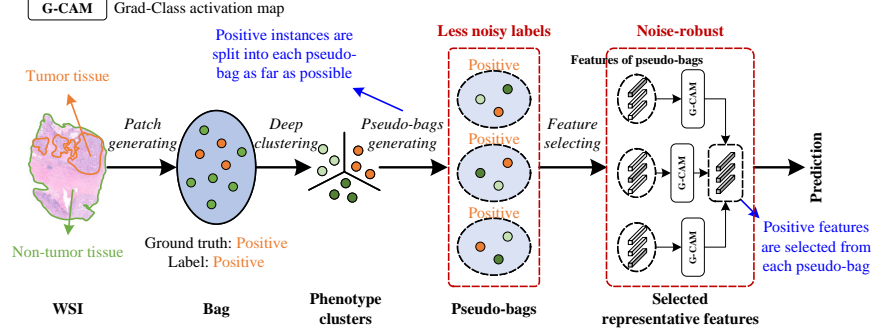 G-CAM Grad-Class activation map
Positive instances are
split into each pseudo-
bag as far as possible
Less noisy labels
Noise-robust
Tumor tissue
Patch
generating
Deep
clustering
Pseudo-bags
generating
Positive
Positive
Positive
Feature
selecting
Features of pseudo-bags
G-CAM
G-CAM
G-CAM
Prediction
Non-tumor tissue
Ground truth: Positive
Label: Positive
Positive features
are selected from
each pseudo-bag
WSI
Bag
Phenotype
clusters
Pseudo-bags
Selected
representative features